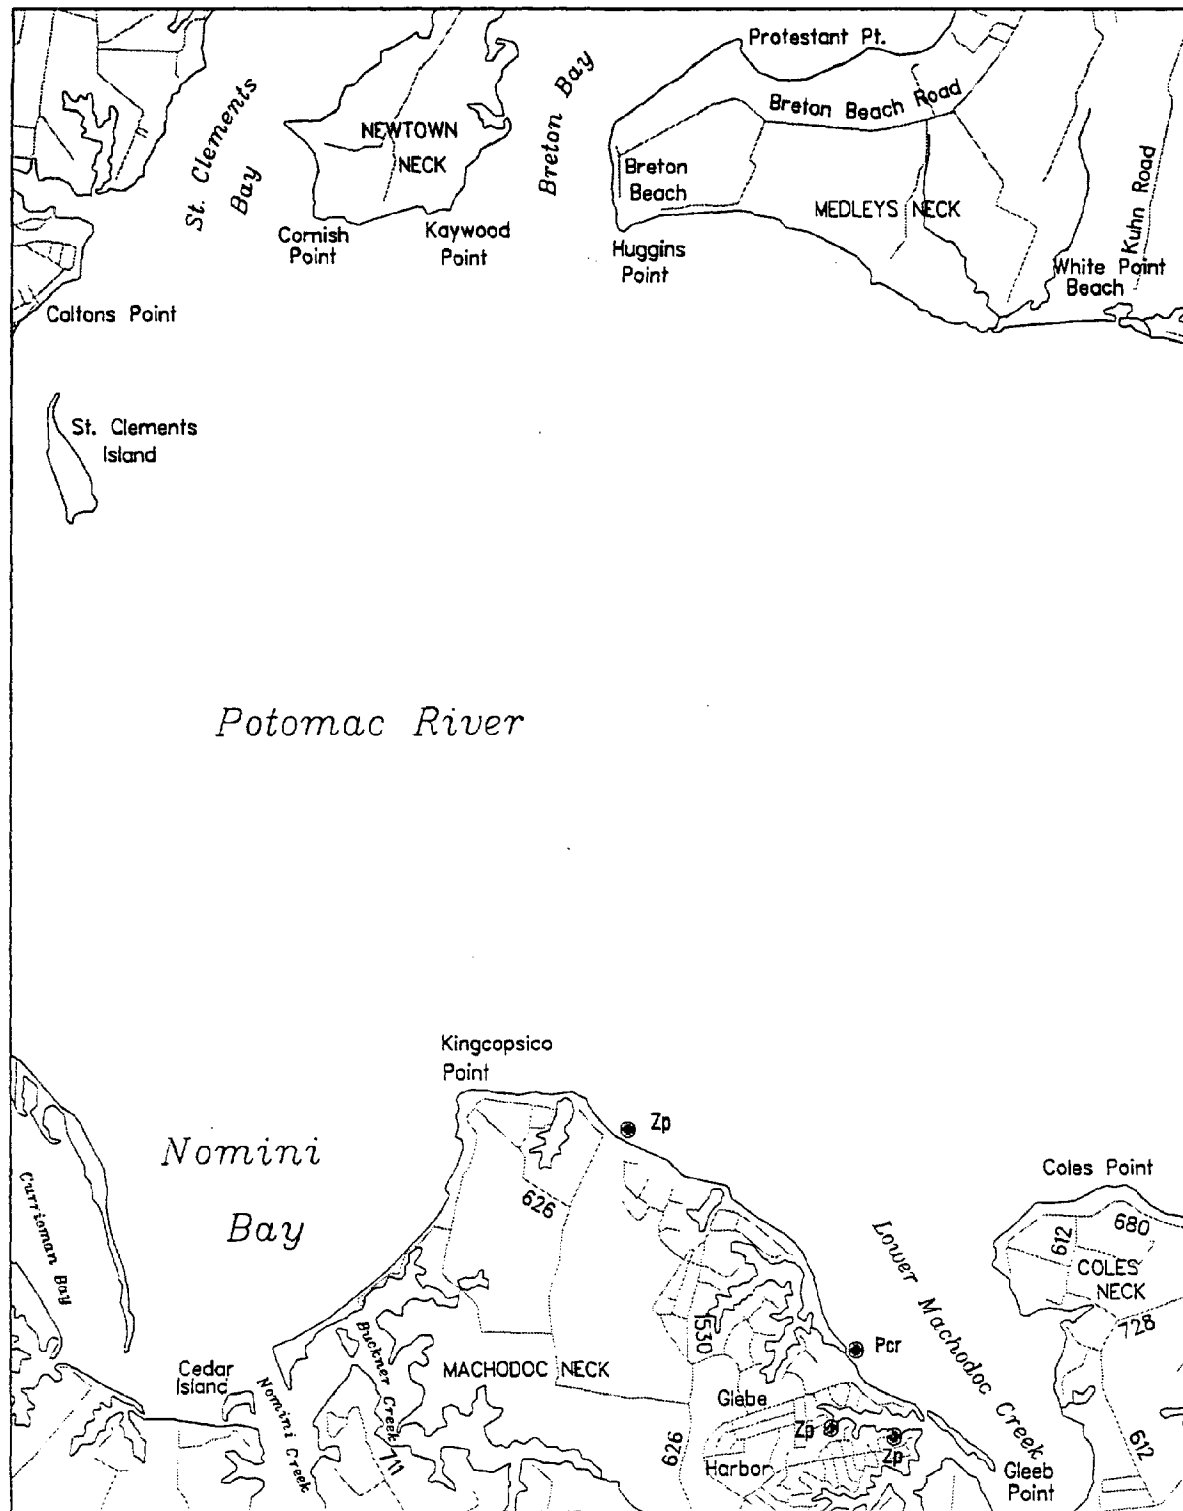 Protestant Pt.
Breton Beach Road
St. Clements
Bay
NEWTOWN
NECK
Breton Bay
Breton
Beach
MEDLEYS NECK
Kuhn Road
Cornish
Point
Kaywood
Point
Huggins
Point
White Point
Beach
Coltons Point
St. Clements
Island
Potomac River
Kingcopsico
Point
Zp
Nomini
Bay
626
Coles Point
Currioman Bay
Lower Machodoc Creek
612
680
COLES
NECK
728
1530
Buckner Creek
Pcr
Cedar
Island
MACHODOC NECK
Nomini Creek
711
Glebe
Zp
Zp
626
Harbor
612
Gleeb
Point